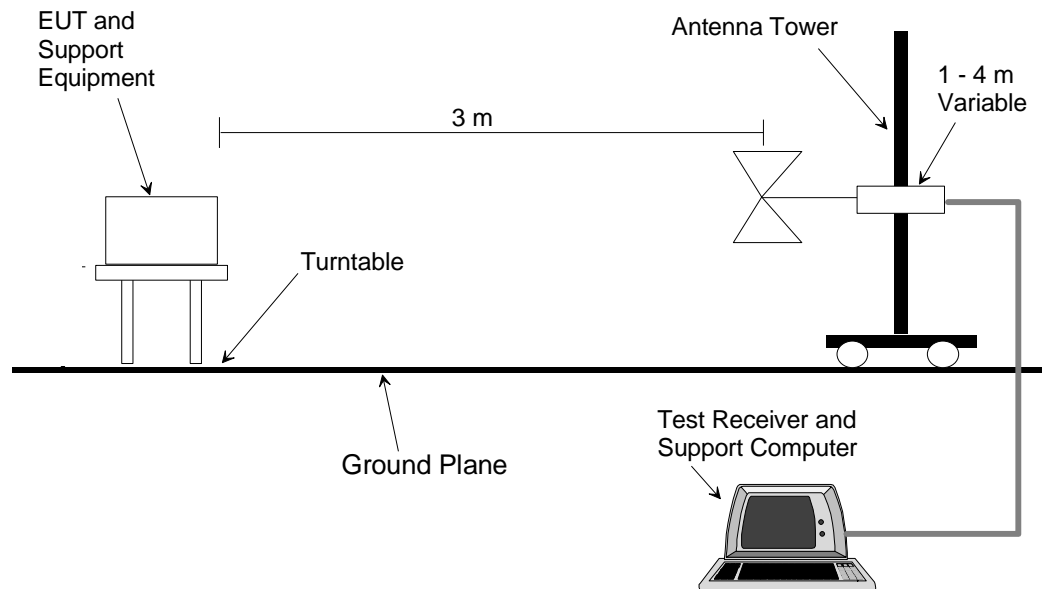 EUT and
Support
Equipment
Antenna Tower
1 - 4 m
Variable
3 m
Turntable
Ground Plane
Test Receiver and
Support Computer